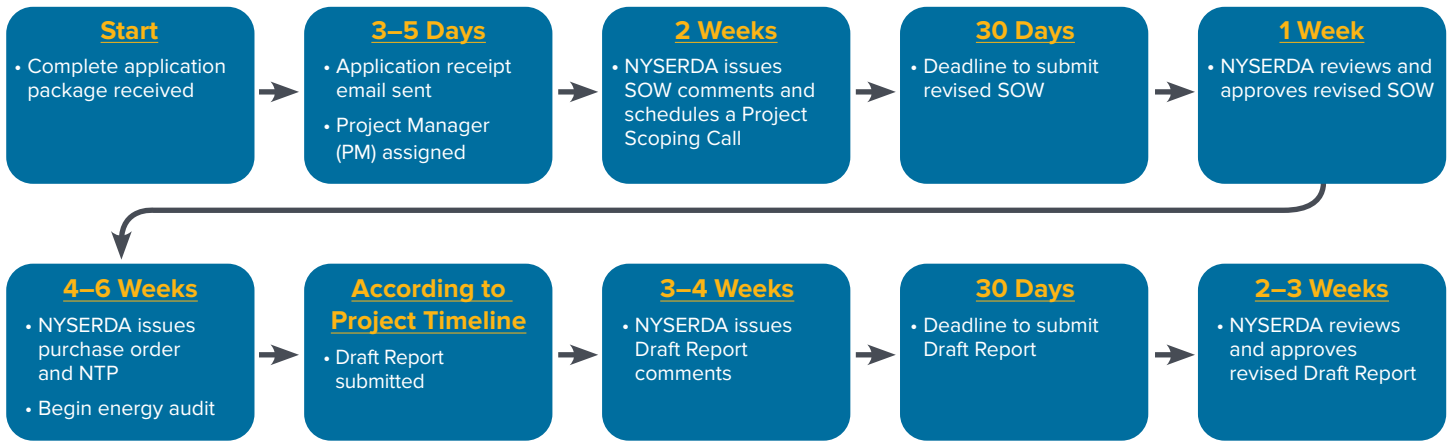 Start
• Complete application
package received
3–5 Days
• Application receipt
email sent
• Project Manager
(PM) assigned
2 Weeks
• NYSERDA issues
SOW comments and
schedules a Project
Scoping Call
30 Days
• Deadline to submit
revised SOW
1 Week
• NYSERDA reviews and
approves revised SOW
4–6 Weeks
• NYSERDA issues
purchase order
and NTP
• Begin energy audit
According to
Project Timeline
• Draft Report
submitted
3–4 Weeks
• NYSERDA issues
Draft Report
comments
30 Days
• Deadline to submit
Draft Report
2–3 Weeks
• NYSERDA reviews
and approves
revised Draft Report